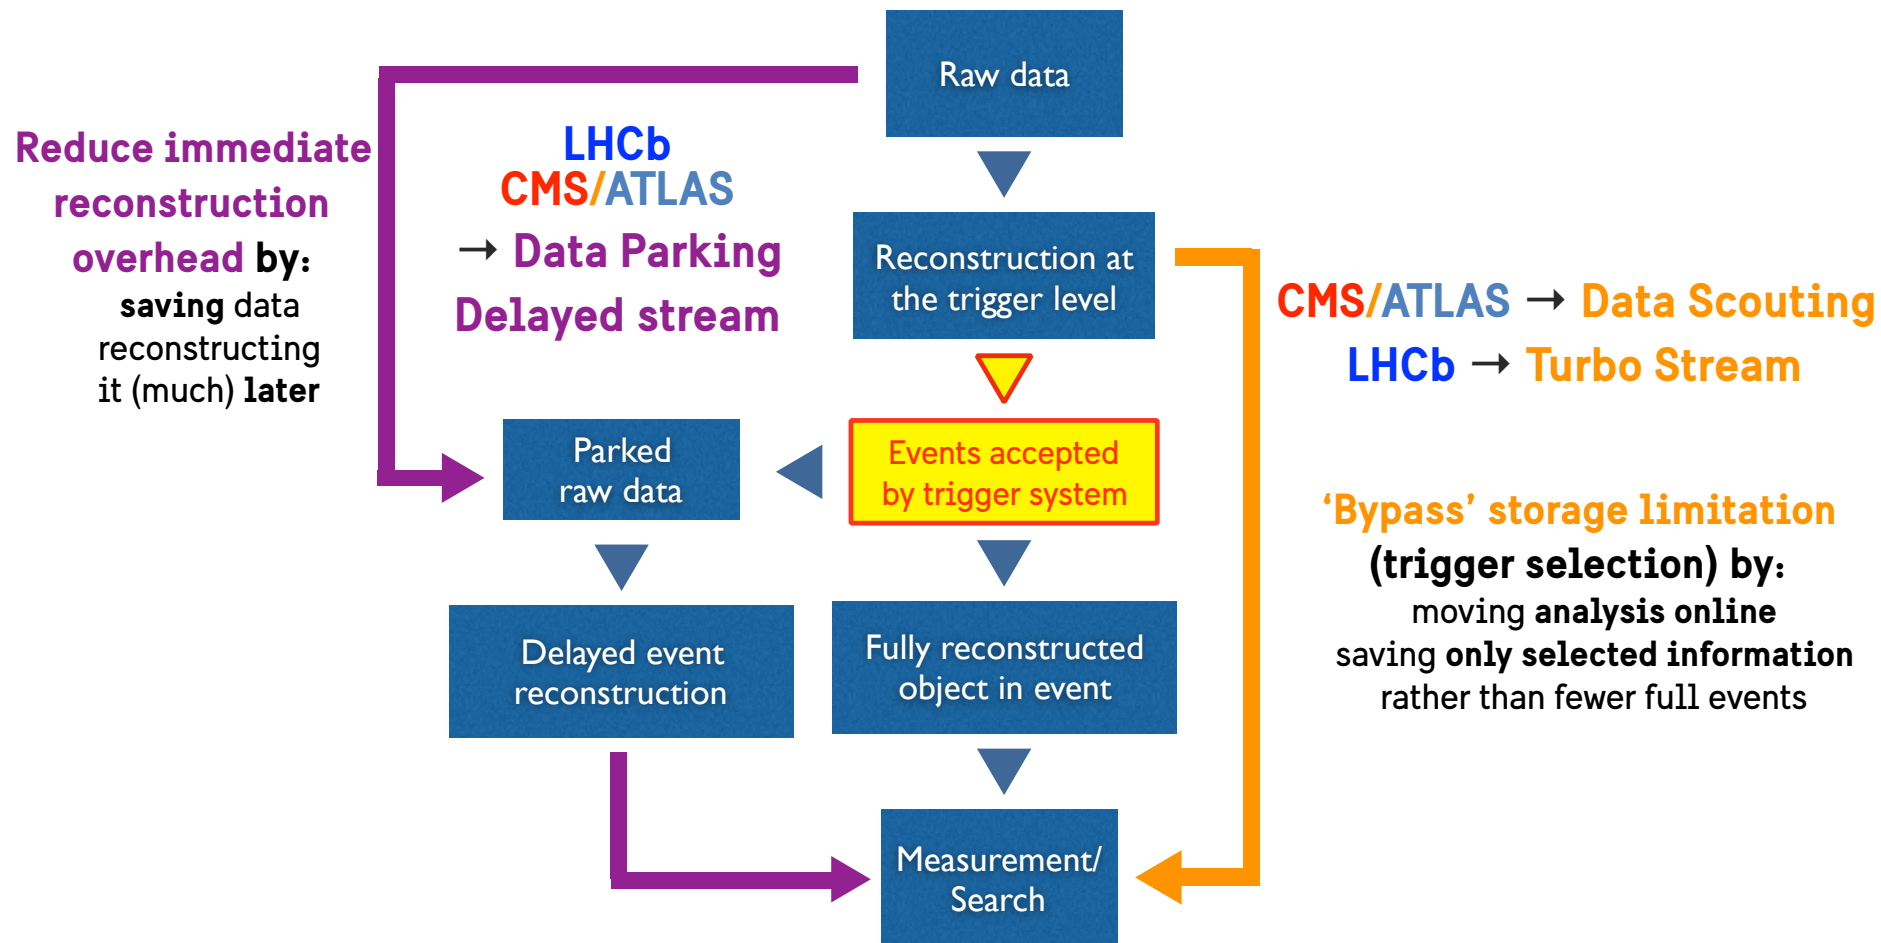 Raw data
Reduce immediate
reconstruction
overhead by:
saving data
reconstructing
it (much) later
LHCb
CMS/ATLAS
→ Data Parking
Delayed stream
Reconstruction at
the trigger level
CMS/ATLAS → Data Scouting
LHCb → Turbo Stream
Parked
raw data
Events accepted
by trigger system
‘Bypass’ storage limitation
(trigger selection) by:
moving analysis online
saving only selected information
rather than fewer full events
Delayed event
reconstruction
Fully reconstructed
object in event
Measurement/
Search